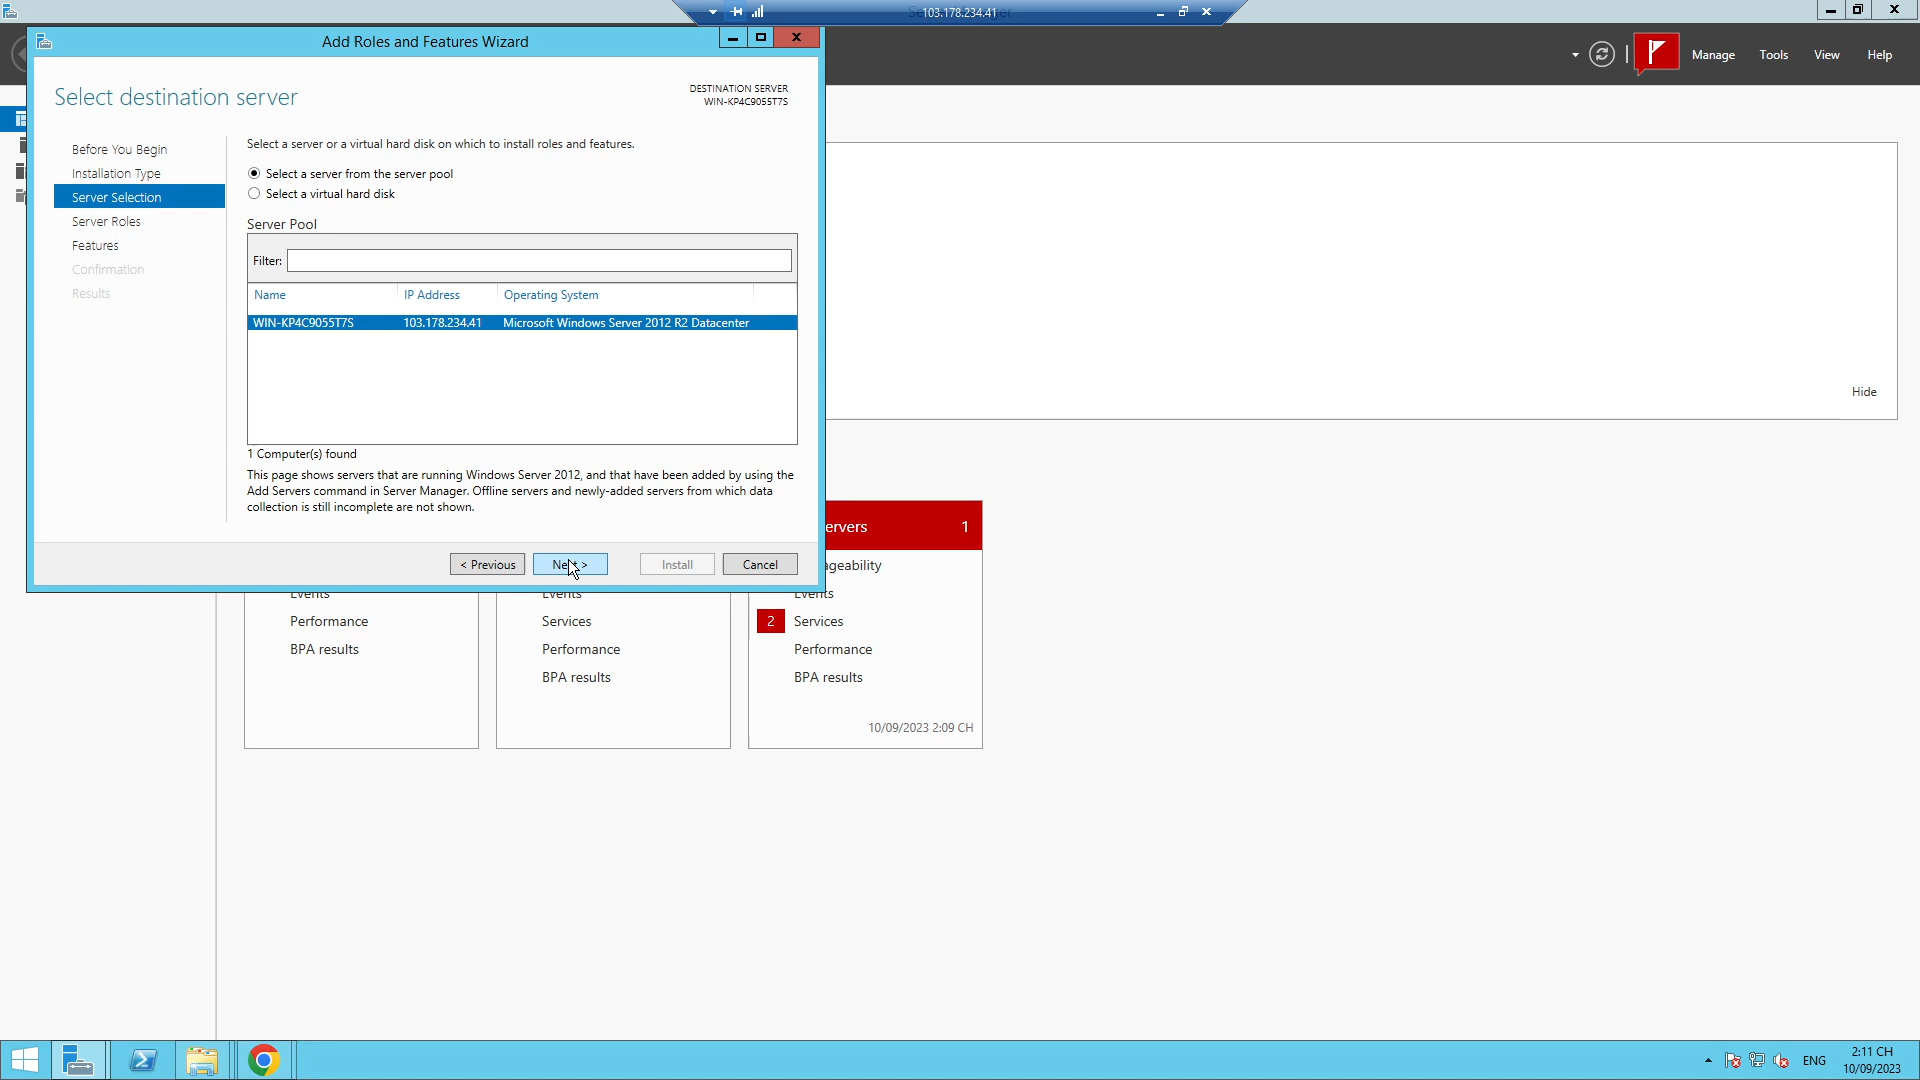 103.178.234.41
Add Roles and Features Wizard
Manage
Tools
View
Help
Select destination server
DESTINATION SERVER
WIN-KP4C9055T7S
Before You Begin
Installation Type
Server Selection
Server Roles
Features
Confirmation
Results
Select a server or a virtual hard disk on which to install roles and features.
Select a server from the server pool
Select a virtual hard disk
Server Pool
Filter:
Name IP Address Operating System
WIN-KP4C9055T7S 103.178.234.41 Microsoft Windows Server 2012 R2 Datacenter
1 Computer(s) found
This page shows servers that are running Windows Server 2012, and that have been added by using the
Add Servers command in Server Manager. Offline servers and newly-added servers from which data
collection is still incomplete are not shown.
< Previous
Next >
Install
Cancel
Hide
Events
Performance
BPA results
Events
Services
Performance
BPA results
ervers 1
ageability
Events
2 Services
Performance
BPA results
10/09/2023 2:09 CH
ENG
2:11 CH
10/09/2023